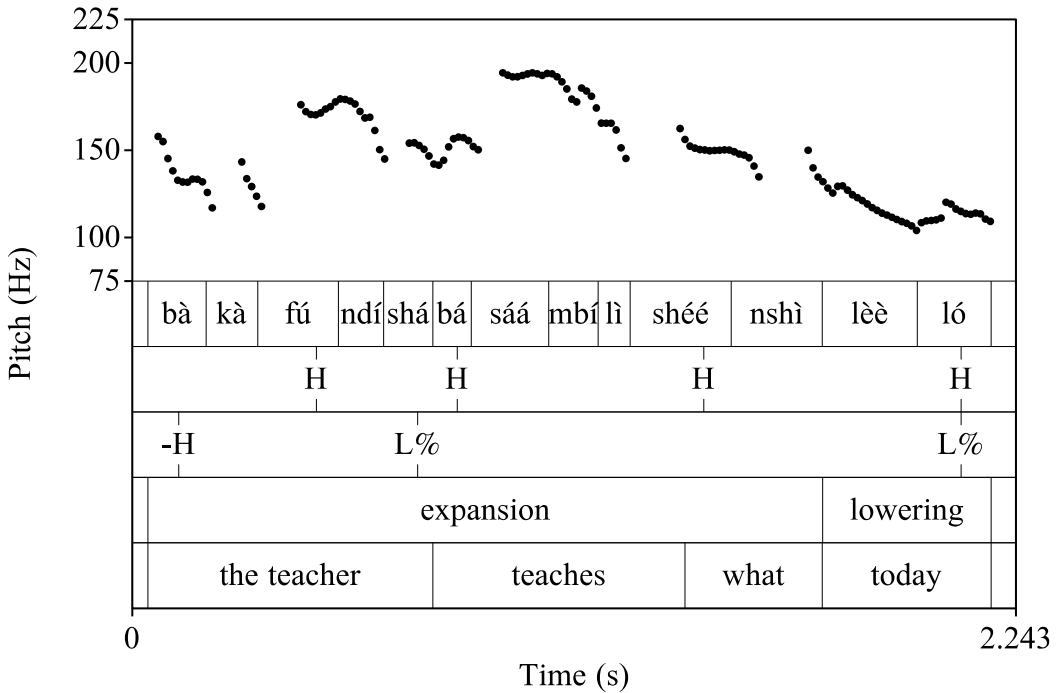 225
200
150
100
75
Pitch (Hz)
bà kà fú ndí shá bá sáá mbí lì shéé nshì lèè ló
H H H H
-H L% L%
expansion lowering
the teacher teaches what today
0 2.243
Time (s)